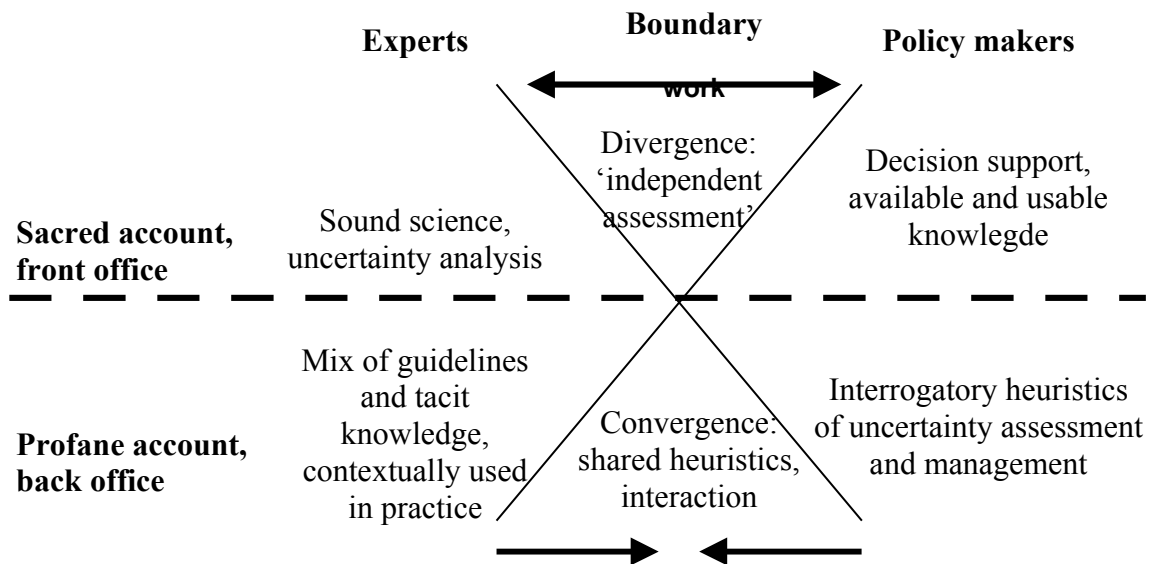 Experts
Boundary
work
Policy makers
Divergence:
‘independent
assessment’
Decision support,
available and usable
knowlegde
Sacred account,
front office
Sound science,
uncertainty analysis
Mix of guidelines
and tacit
knowledge,
contextually used
in practice
Interrogatory heuristics
of uncertainty assessment
and management
Profane account,
back office
Convergence:
shared heuristics,
interaction